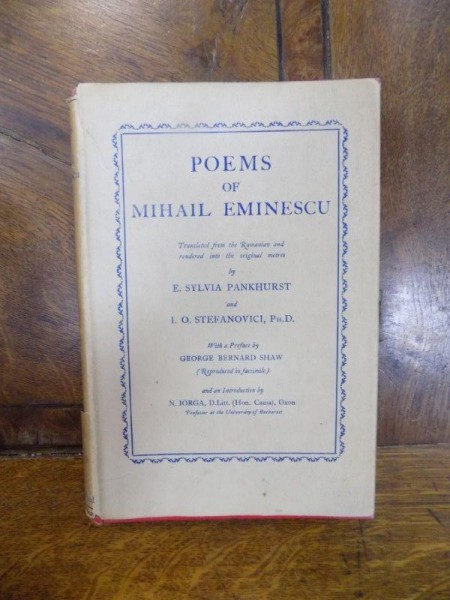 POEMS
OF
MIHAIL EMINESCU
Translated from the Rumanian and
rendered into the original metres
by
E. SYLVIA PANKHURST
and
I. O. STEFANOVICI, PH.D.
With a Preface by
GEORGE BERNARD SHAW
(Reproduced in facsimile)
and an Introduction by
N. IORGA, D.Litt. (Hon. Causa), Oxon
Professor at the University of Bucharest